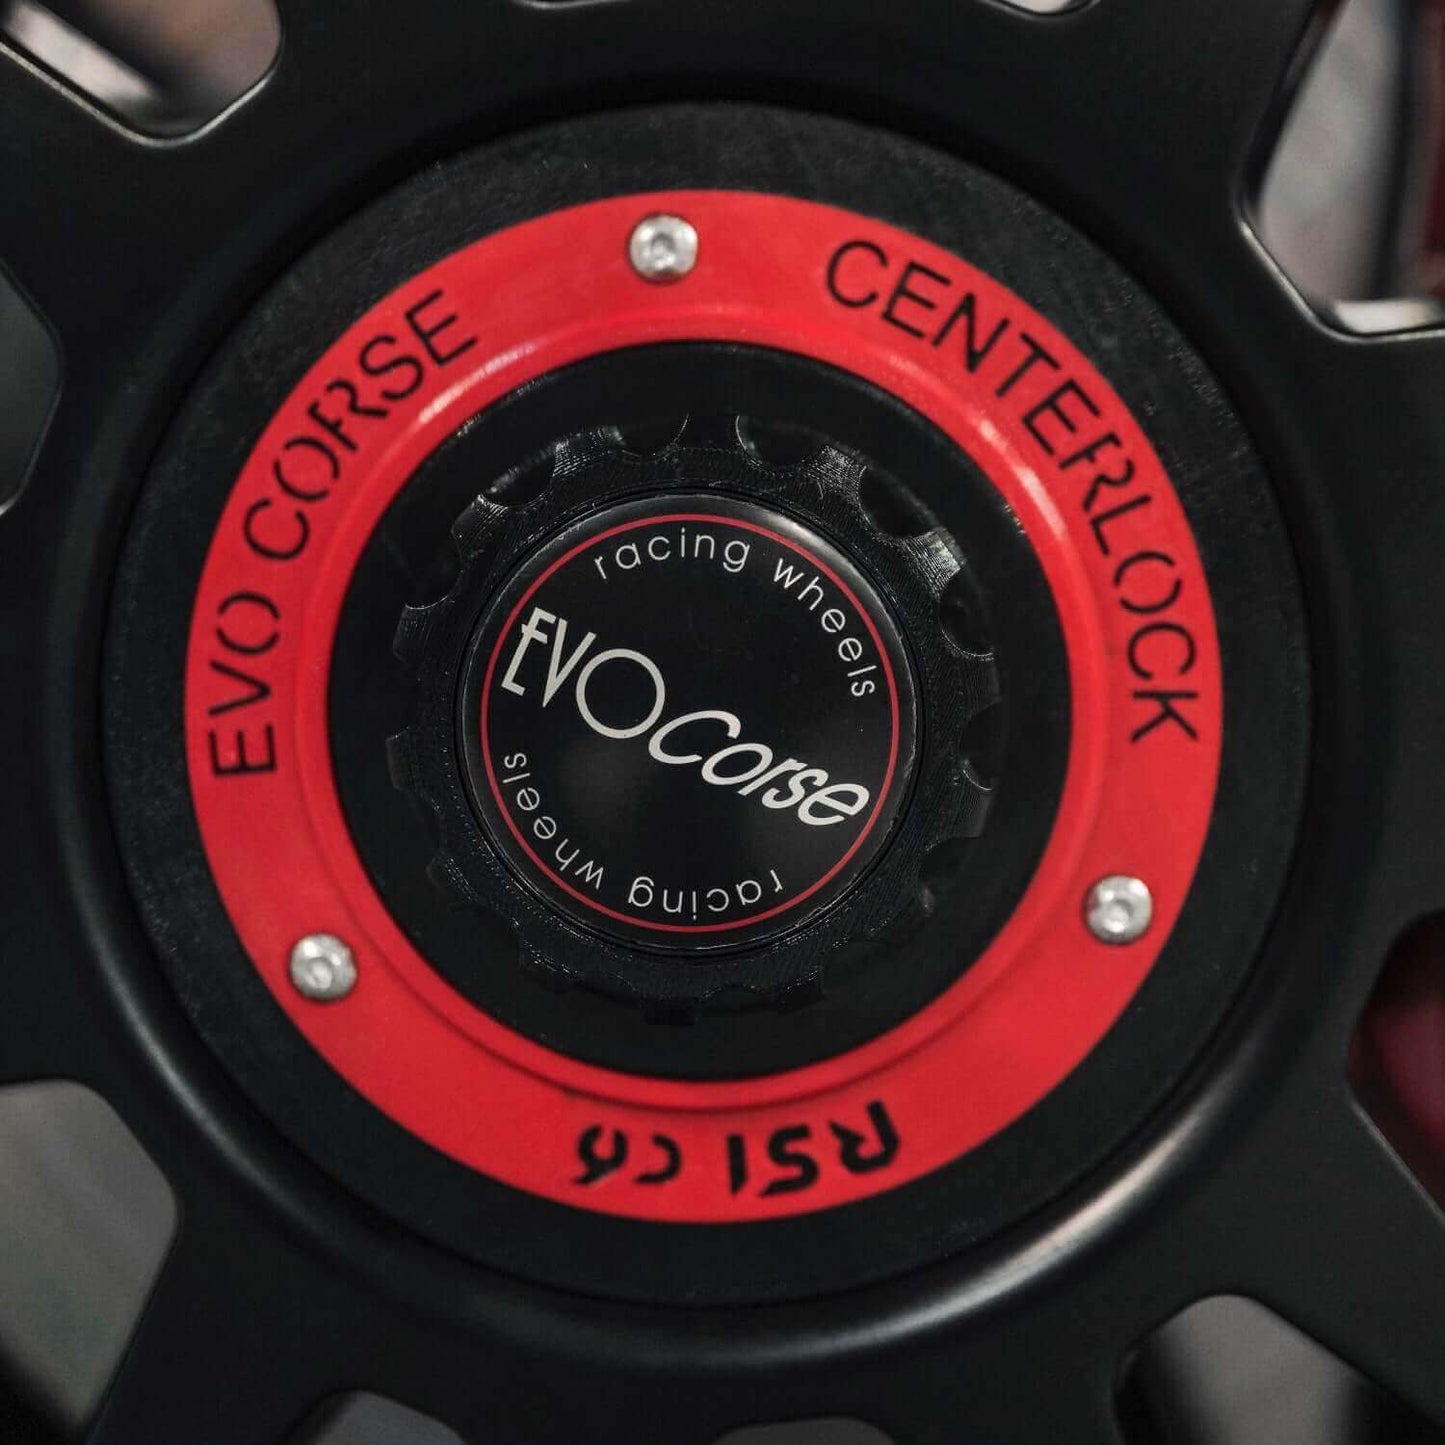 EVO CORSE
CENTERLOCK
RSI C6
racing wheels
EVOCorse
racing wheels